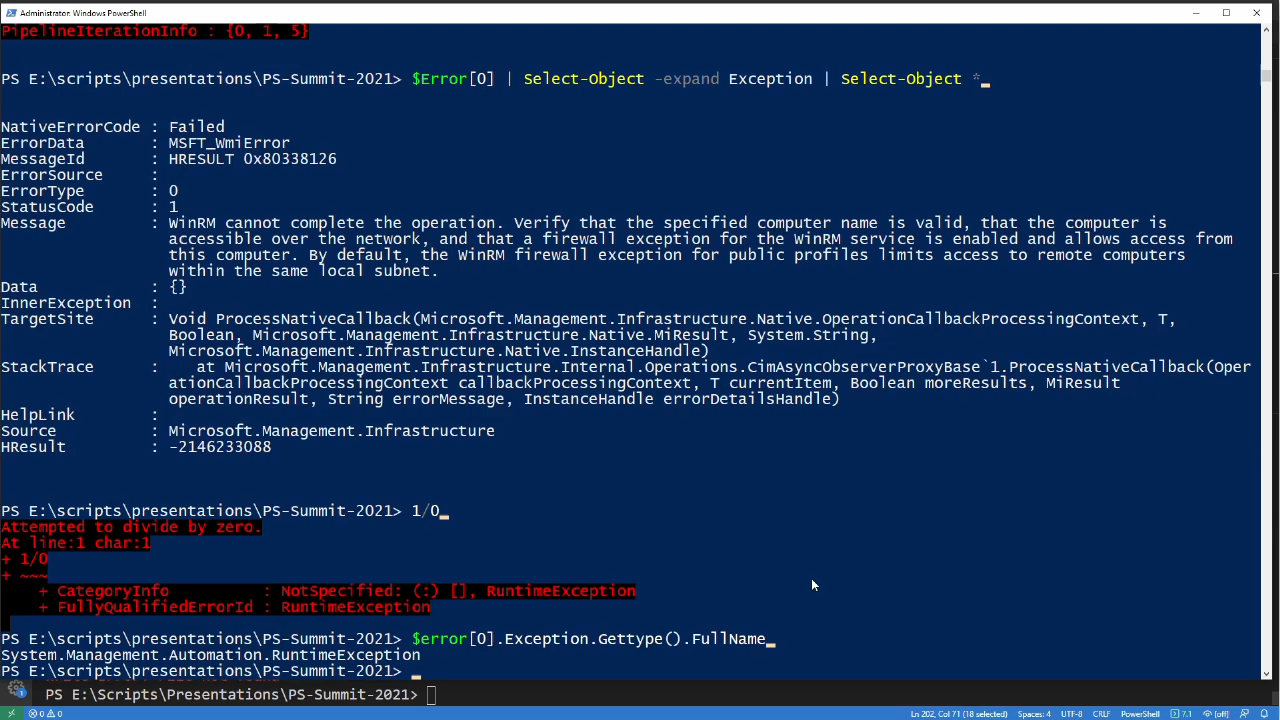 Administrator: Windows PowerShell
PipelineIterationInfo : {0, 1, 5}
PS E:\scripts\presentations\PS-Summit-2021> $Error[0] | Select-Object -expand Exception | Select-Object *
NativeErrorCode : Failed
ErrorData : MSFT_WmiError
MessageId : HRESULT 0x80338126
ErrorSource :
ErrorType : 0
StatusCode : 1
Message : WinRM cannot complete the operation. Verify that the specified computer name is valid, that the computer is
accessible over the network, and that a firewall exception for the WinRM service is enabled and allows access from
this computer. By default, the WinRM firewall exception for public profiles limits access to remote computers
within the same local subnet.
Data : {}
InnerException :
TargetSite : Void ProcessNativeCallback(Microsoft.Management.Infrastructure.Native.OperationCallbackProcessingContext, T,
Boolean, Microsoft.Management.Infrastructure.Native.MiResult, System.String,
Microsoft.Management.Infrastructure.Native.InstanceHandle)
StackTrace : at Microsoft.Management.Infrastructure.Internal.Operations.CimAsyncObserverProxyBase`1.ProcessNativeCallback(Oper
ationCallbackProcessingContext callbackProcessingContext, T currentItem, Boolean moreResults, MiResult
operationResult, String errorMessage, InstanceHandle errorDetailsHandle)
HelpLink :
Source : Microsoft.Management.Infrastructure
HResult : -2146233088
PS E:\scripts\presentations\PS-Summit-2021> 1/0
Attempted to divide by zero.
At line:1 char:1
+ 1/0
+ ~~~
+ CategoryInfo : NotSpecified: (:) [], RuntimeException
+ FullyQualifiedErrorId : RuntimeException
PS E:\scripts\presentations\PS-Summit-2021> $error[0].Exception.Gettype().FullName
System.Management.Automation.RuntimeException
PS E:\scripts\presentations\PS-Summit-2021>
PS E:\Scripts\Presentations\PS-Summit-2021>
0 0 Ln 202, Col 71 (18 selected) Spaces: 4 UTF-8 CRLF PowerShell 7.1 [off]